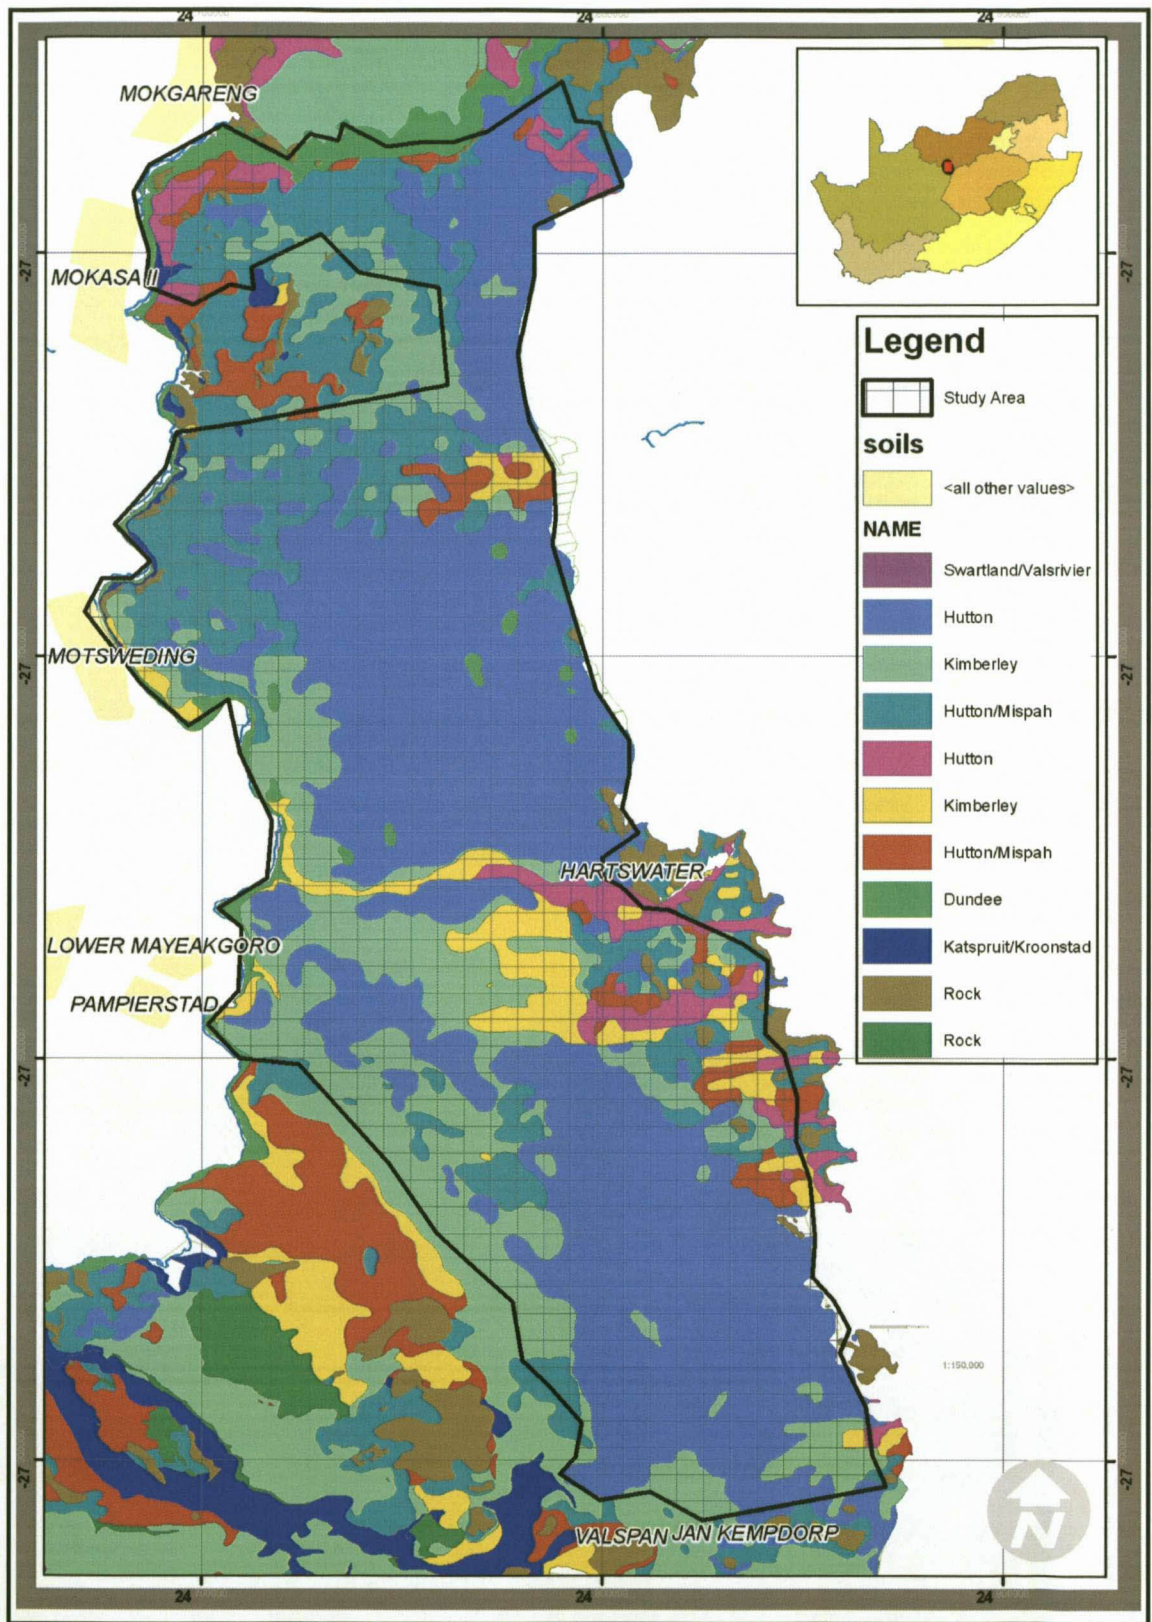 24
24
24
MOKGARENG
-27
-27
MOKASA II
Legend
Study Area
soils
<all other values>
NAME
Swartland/Valsrivier
Hutton
Kimberley
Hutton/Mispah
Hutton
Kimberley
Hutton/Mispah
Dundee
Katspruit/Kroonstad
Rock
Rock
-27
-27
MOTSWEDING
HARTSWATER
LOWER MAYEAKGORO
PAMPIERSTAD
-27
-27
1:150,000
-27
-27
N
VALSPAN JAN KEMPDORP
24
24
24